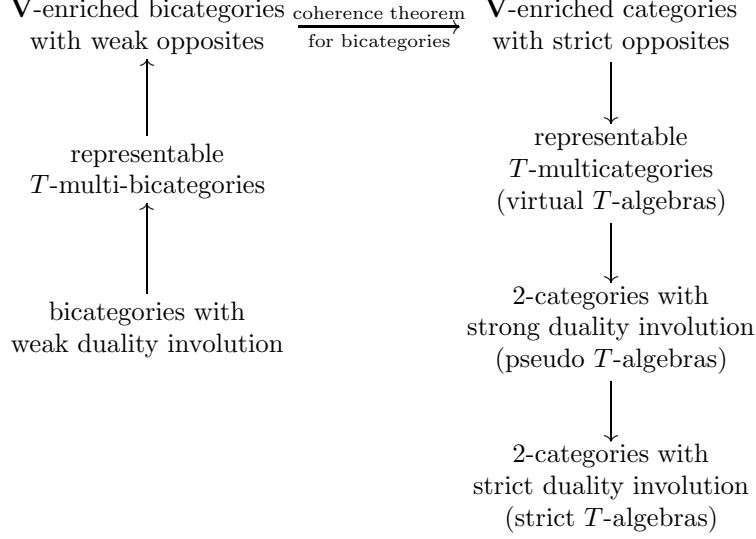 V-enriched bicategories
with weak opposites
coherence theorem
for bicategories
V-enriched categories
with strict opposites
representable
T-multi-bicategories
representable
T-multicategories
(virtual T-algebras)
bicategories with
weak duality involution
2-categories with
strong duality involution
(pseudo T-algebras)
2-categories with
strict duality involution
(strict T-algebras)